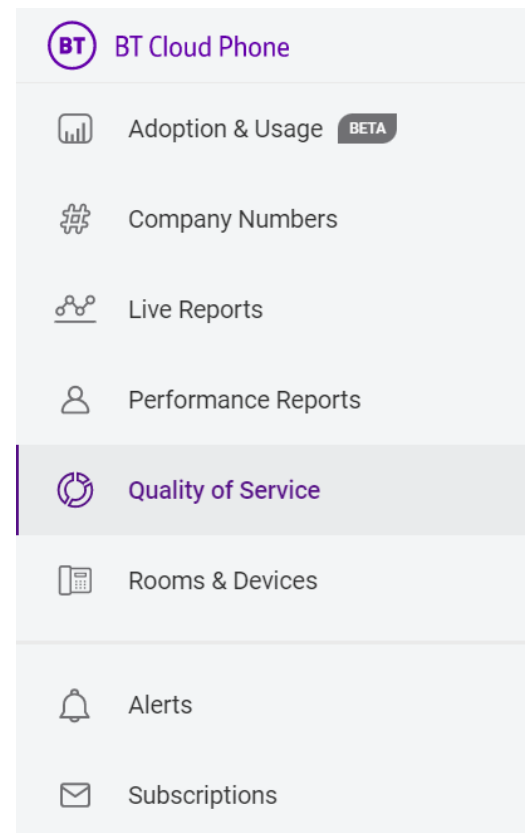 BT BT Cloud Phone
Adoption & Usage BETA
Company Numbers
Live Reports
Performance Reports
Quality of Service
Rooms & Devices
Alerts
Subscriptions